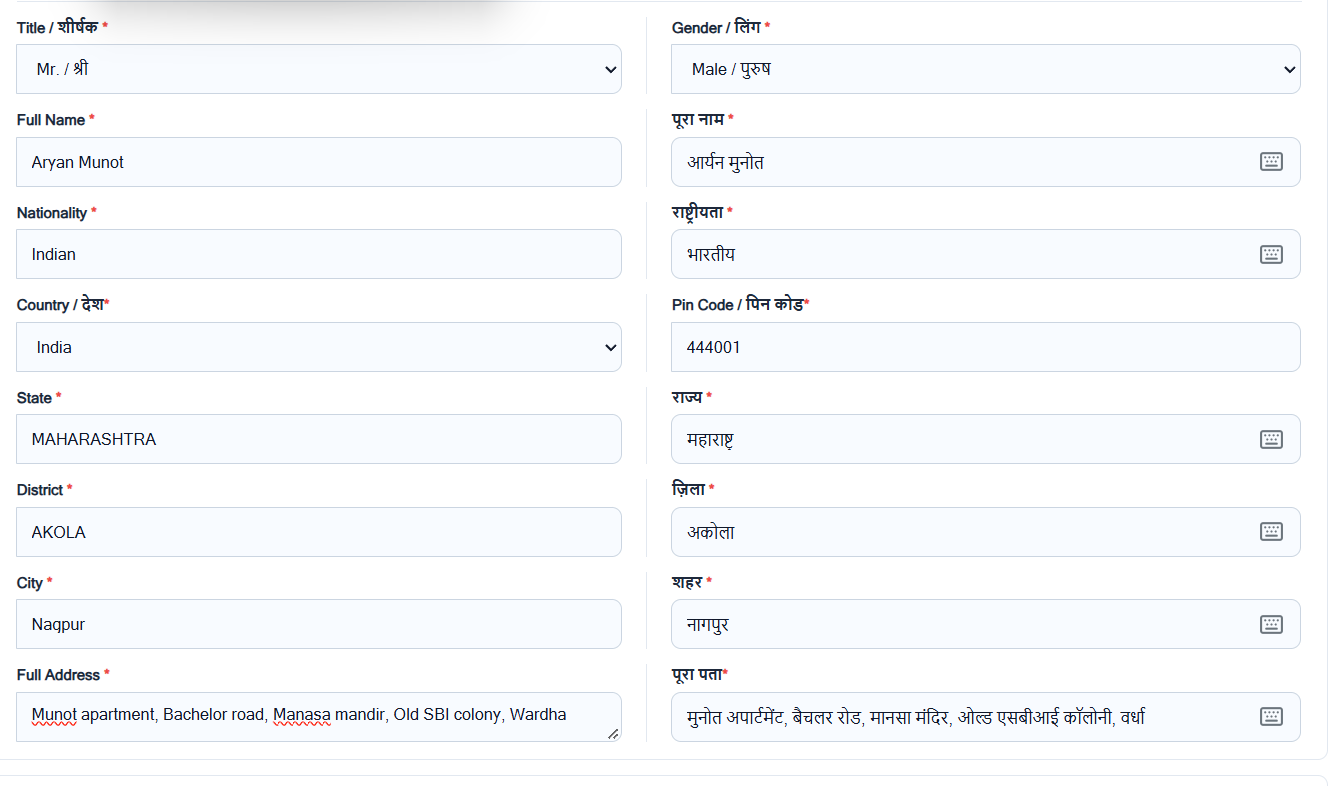 Title / शीर्षक * Gender / लिंग *
Mr. / श्री Male / पुरुष
Full Name * पूरा नाम *
Aryan Munot आर्यन मुनोत
Nationality * राष्ट्रीयता *
Indian भारतीय
Country / देश* Pin Code / पिन कोड*
India 444001
State * राज्य *
MAHARASHTRA महाराष्ट्र
District * ज़िला *
AKOLA अकोला
City * शहर *
Nagpur नागपुर
Full Address * पूरा पता*
Munot apartment, Bachelor road, Manasa mandir, Old SBI colony, Wardha मुनोत अपार्टमेंट, बैचलर रोड, मानसा मंदिर, ओल्ड एसबीआई कॉलोनी, वर्धा